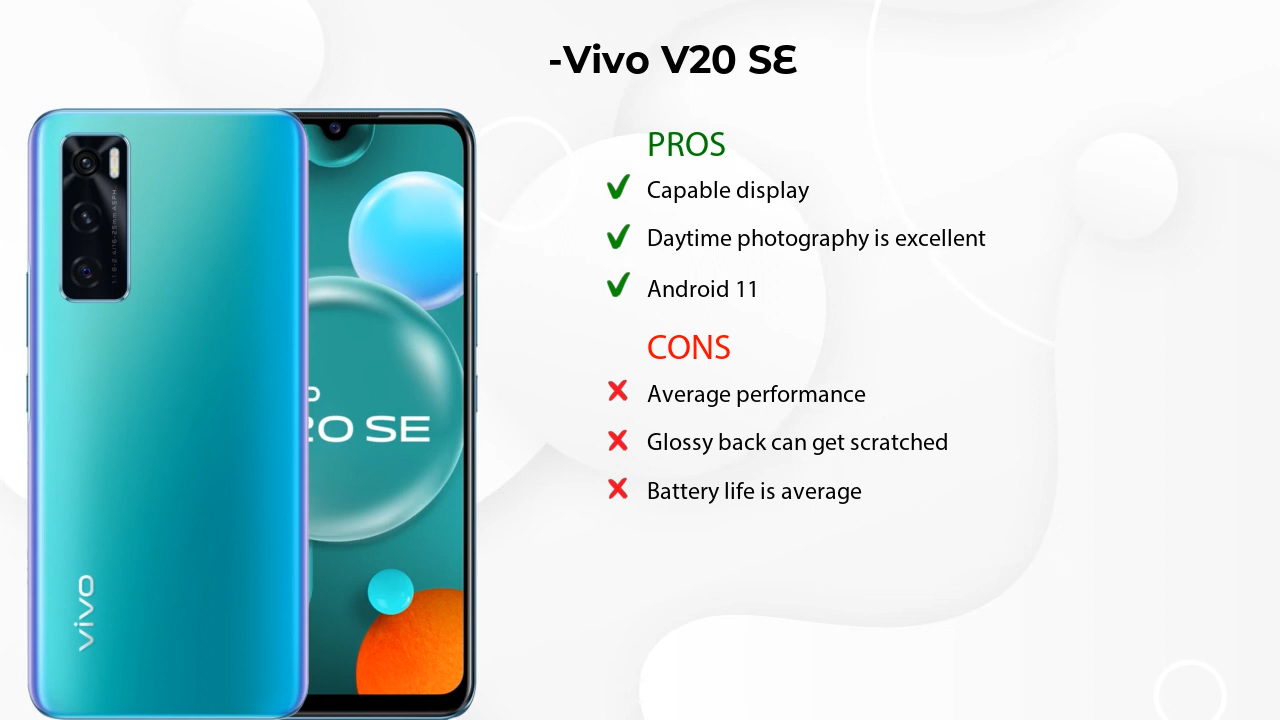 -Vivo V20 SE
PROS
Capable display
Daytime photography is excellent
Android 11
CONS
Average performance
Glossy back can get scratched
Battery life is average
20 SE
vivo